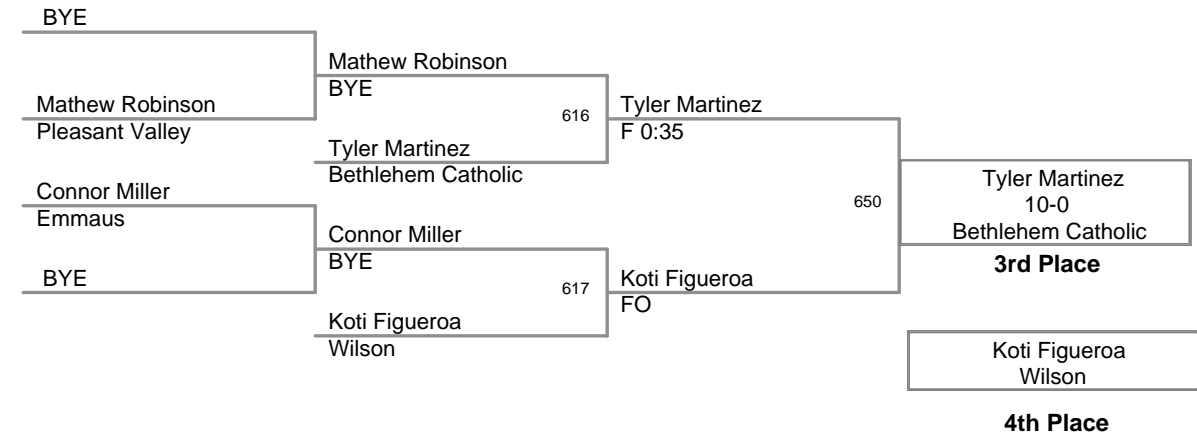 BYE
Mathew Robinson
BYE
Mathew Robinson
Pleasant Valley
616
Tyler Martinez
F 0:35
Tyler Martinez
Bethlehem Catholic
Connor Miller
Emmaus
650
Tyler Martinez
10-0
Bethlehem Catholic
3rd Place
Connor Miller
BYE
BYE
617
Koti Figueroa
FO
Koti Figueroa
Wilson
Koti Figueroa
Wilson
4th Place